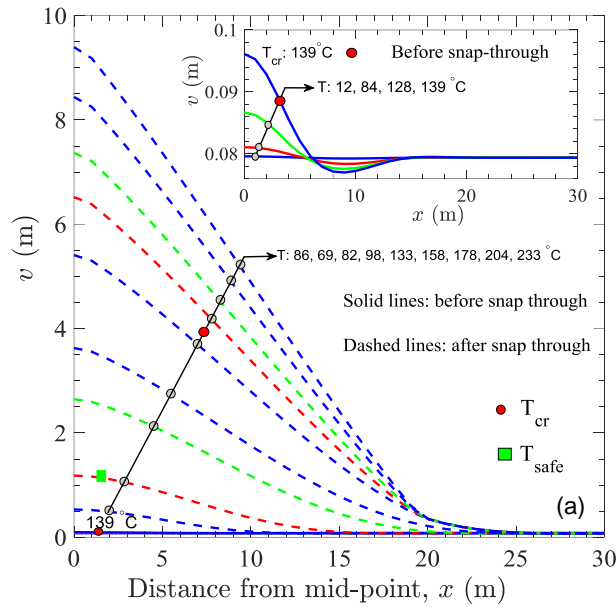 0.1
T_cr: 139°C Before snap-through
T: 12, 84, 128, 139 °C
0.09
v (m)
0.08
0 10 20 30
x (m)
10
8
6
4
2
0
v (m)
T: 86, 69, 82, 98, 133, 158, 178, 204, 233 °C
Solid lines: before snap through
Dashed lines: after snap through
T_cr
T_safe
(a)
139 °C
0 5 10 15 20 25 30
Distance from mid-point, x (m)